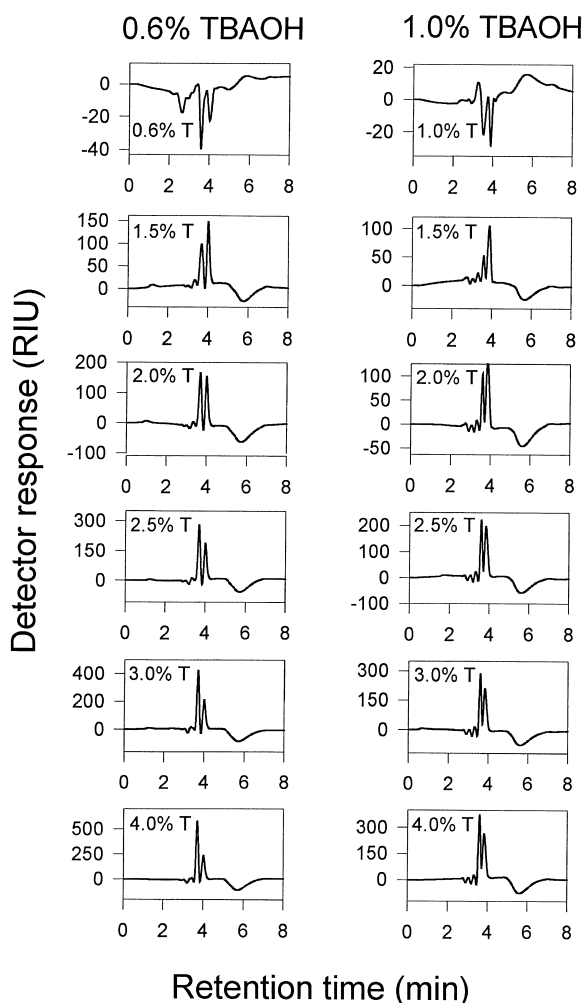 0.6% TBAOH
1.0% TBAOH
Detector response (RIU)
0
-20
-40
0.6% T
0 2 4 6 8
20
0
-20
1.0% T
0 2 4 6 8
150
100
50
0
1.5% T
0 2 4 6 8
100
50
0
1.5% T
0 2 4 6 8
200
100
0
-100
2.0% T
0 2 4 6 8
100
50
0
-50
2.0% T
0 2 4 6 8
300
150
0
2.5% T
0 2 4 6 8
200
100
0
-100
2.5% T
0 2 4 6 8
400
200
0
3.0% T
0 2 4 6 8
300
150
0
3.0% T
0 2 4 6 8
500
250
0
4.0% T
0 2 4 6 8
300
150
0
4.0% T
0 2 4 6 8
Retention time (min)